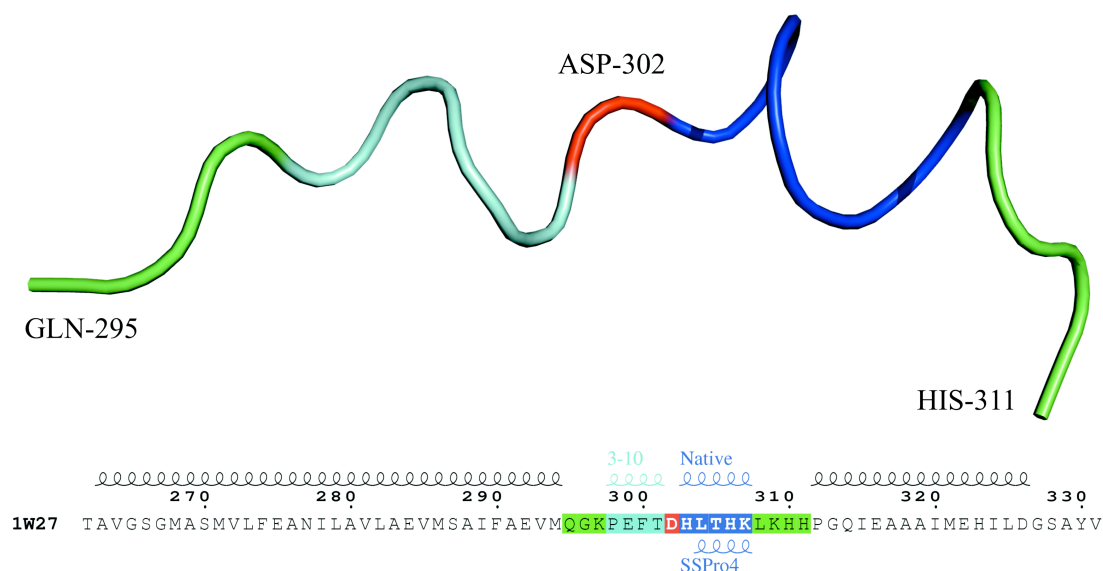 ASP-302
GLN-295
HIS-311
3-10 Native
270 280 290 300 310 320 330
1W27 TAVGSGMASMVLFEANILAVLAEVMSAIFAEVMQGKPEFTDHLTHKLKHHPGQIEAAAIMEHILDGSAYV
SSPro4